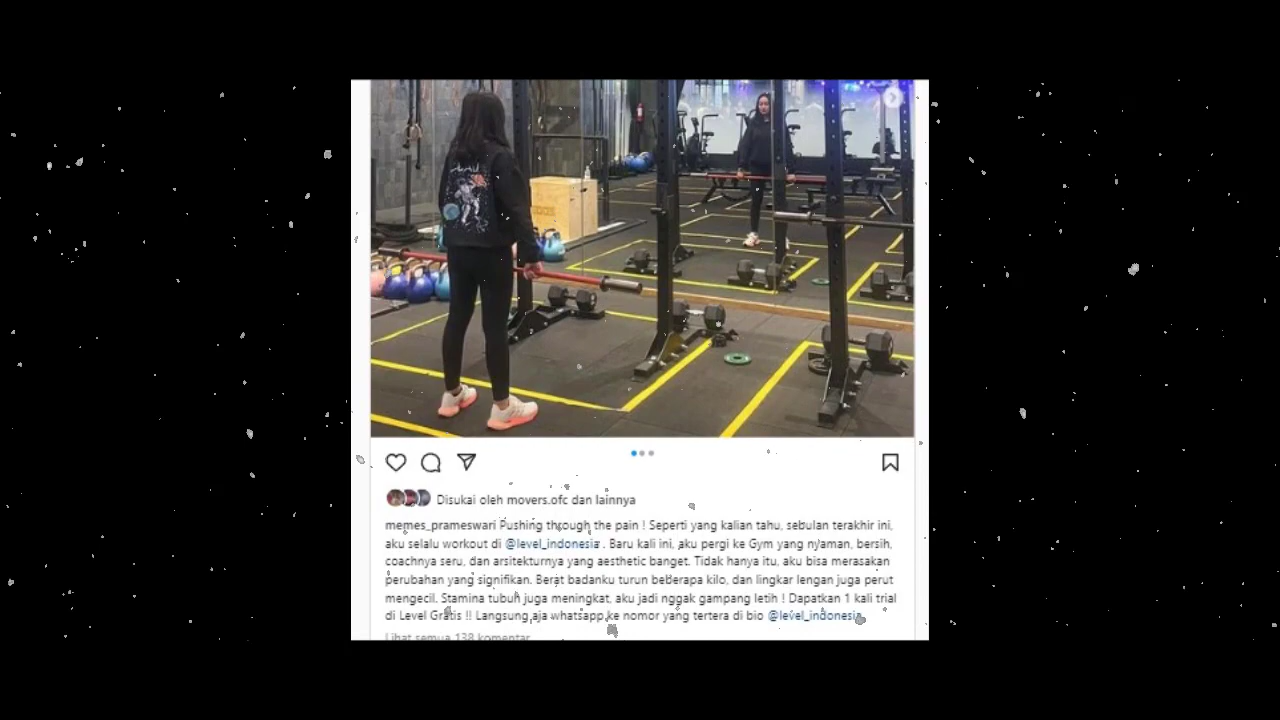 Disukai oleh movers.ofc dan lainnya
memes_prameswari Pushing through the pain ! Seperti yang kalian tahu, sebulan terakhir ini,
aku selalu workout di @level_indonesia . Baru kali ini, aku pergi ke Gym yang nyaman, bersih,
coachnya seru, dan arsitekturnya yang aesthetic banget. Tidak hanya itu, aku bisa merasakan
perubahan yang signifikan. Berat badanku turun beberapa kilo, dan lingkar lengan juga perut
mengecil. Stamina tubuh juga meningkat, aku jadi nggak gampang letih ! Dapatkan 1 kali trial
di Level Gratis !! Langsung aja whatsapp ke nomor yang tertera di bio @level_indonesia
Lihat semua 138 komentar